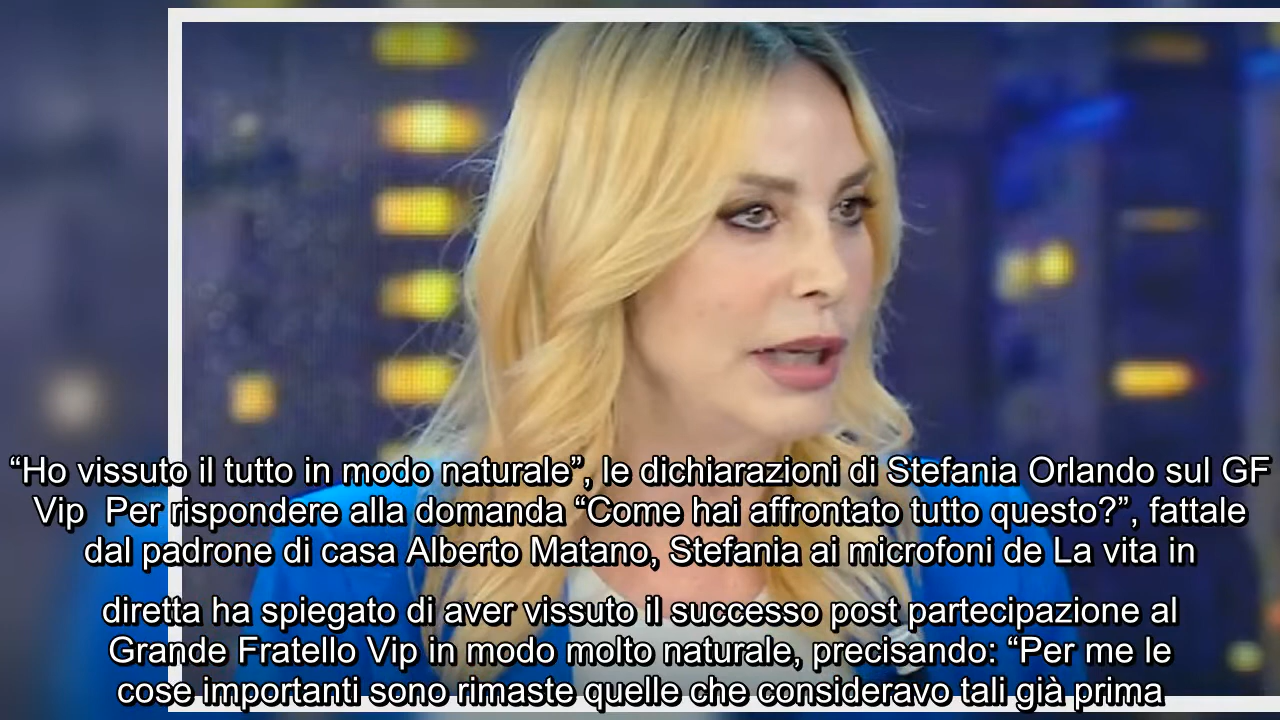 “Ho vissuto il tutto in modo naturale”, le dichiarazioni di Stefania Orlando sul GF
Vip  Per rispondere alla domanda “Come hai affrontato tutto questo?”, fattale
dal padrone di casa Alberto Matano, Stefania ai microfoni de La vita in
diretta ha spiegato di aver vissuto il successo post partecipazione al
Grande Fratello Vip in modo molto naturale, precisando: “Per me le
cose importanti sono rimaste quelle che consideravo tali già prima